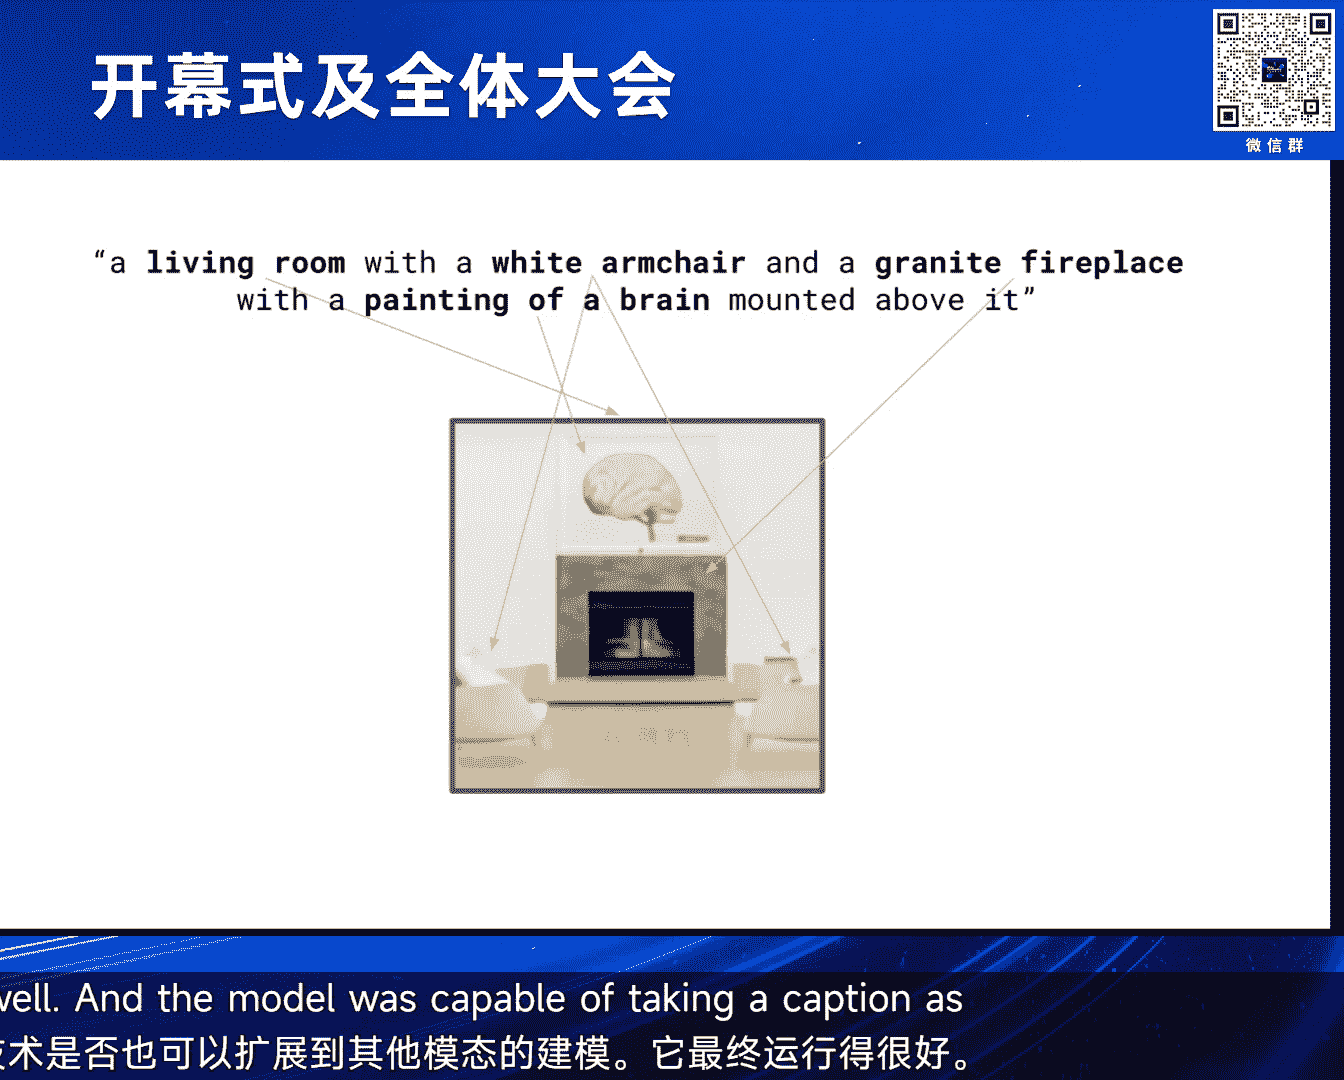 开幕式及全体大会
微信群
“a living room with a white armchair and a granite fireplace
with a painting of a brain mounted above it”
well. And the model was capable of taking a caption as
技术是否也可以扩展到其他模态的建模。它最终运行得很好。